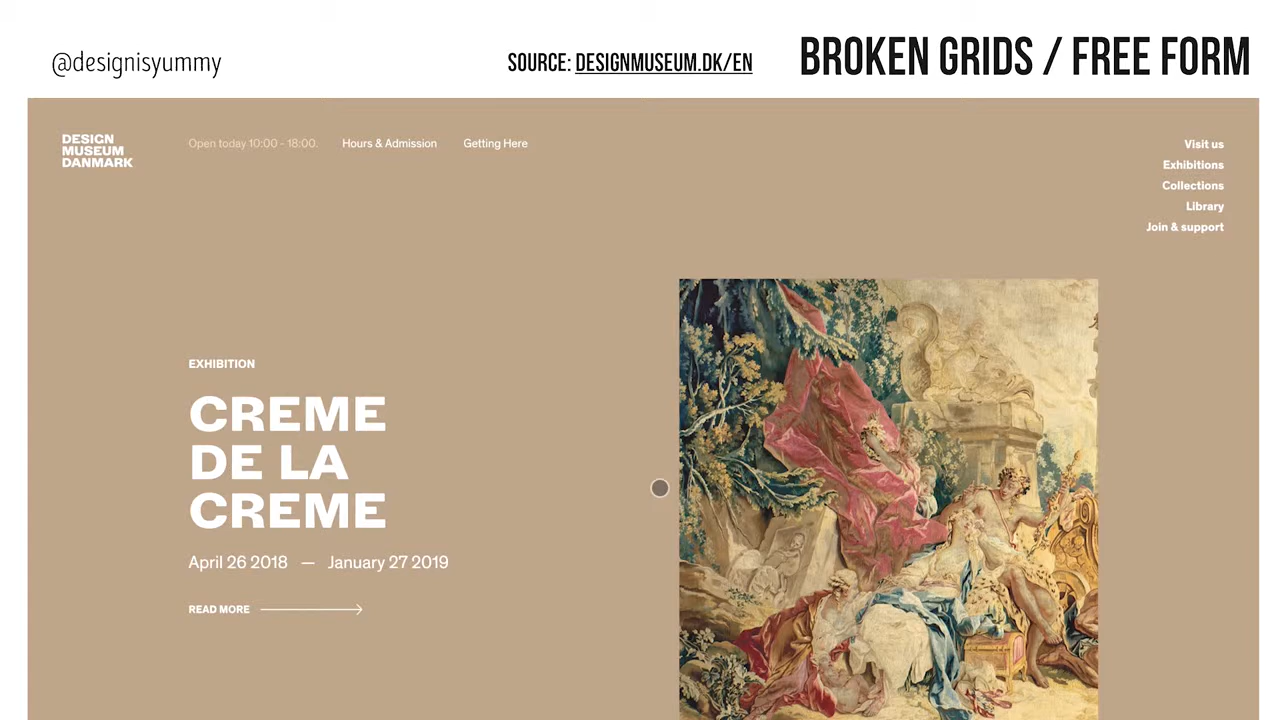 @designisyummy
SOURCE: DESIGNMUSEUM.DK/EN
BROKEN GRIDS / FREE FORM
DESIGN
MUSEUM
DANMARK
Open today 10:00 - 18:00.
Hours & Admission
Getting Here
Visit us
Exhibitions
Collections
Library
Join & support
EXHIBITION
CREME
DE LA
CREME
April 26 2018 — January 27 2019
READ MORE